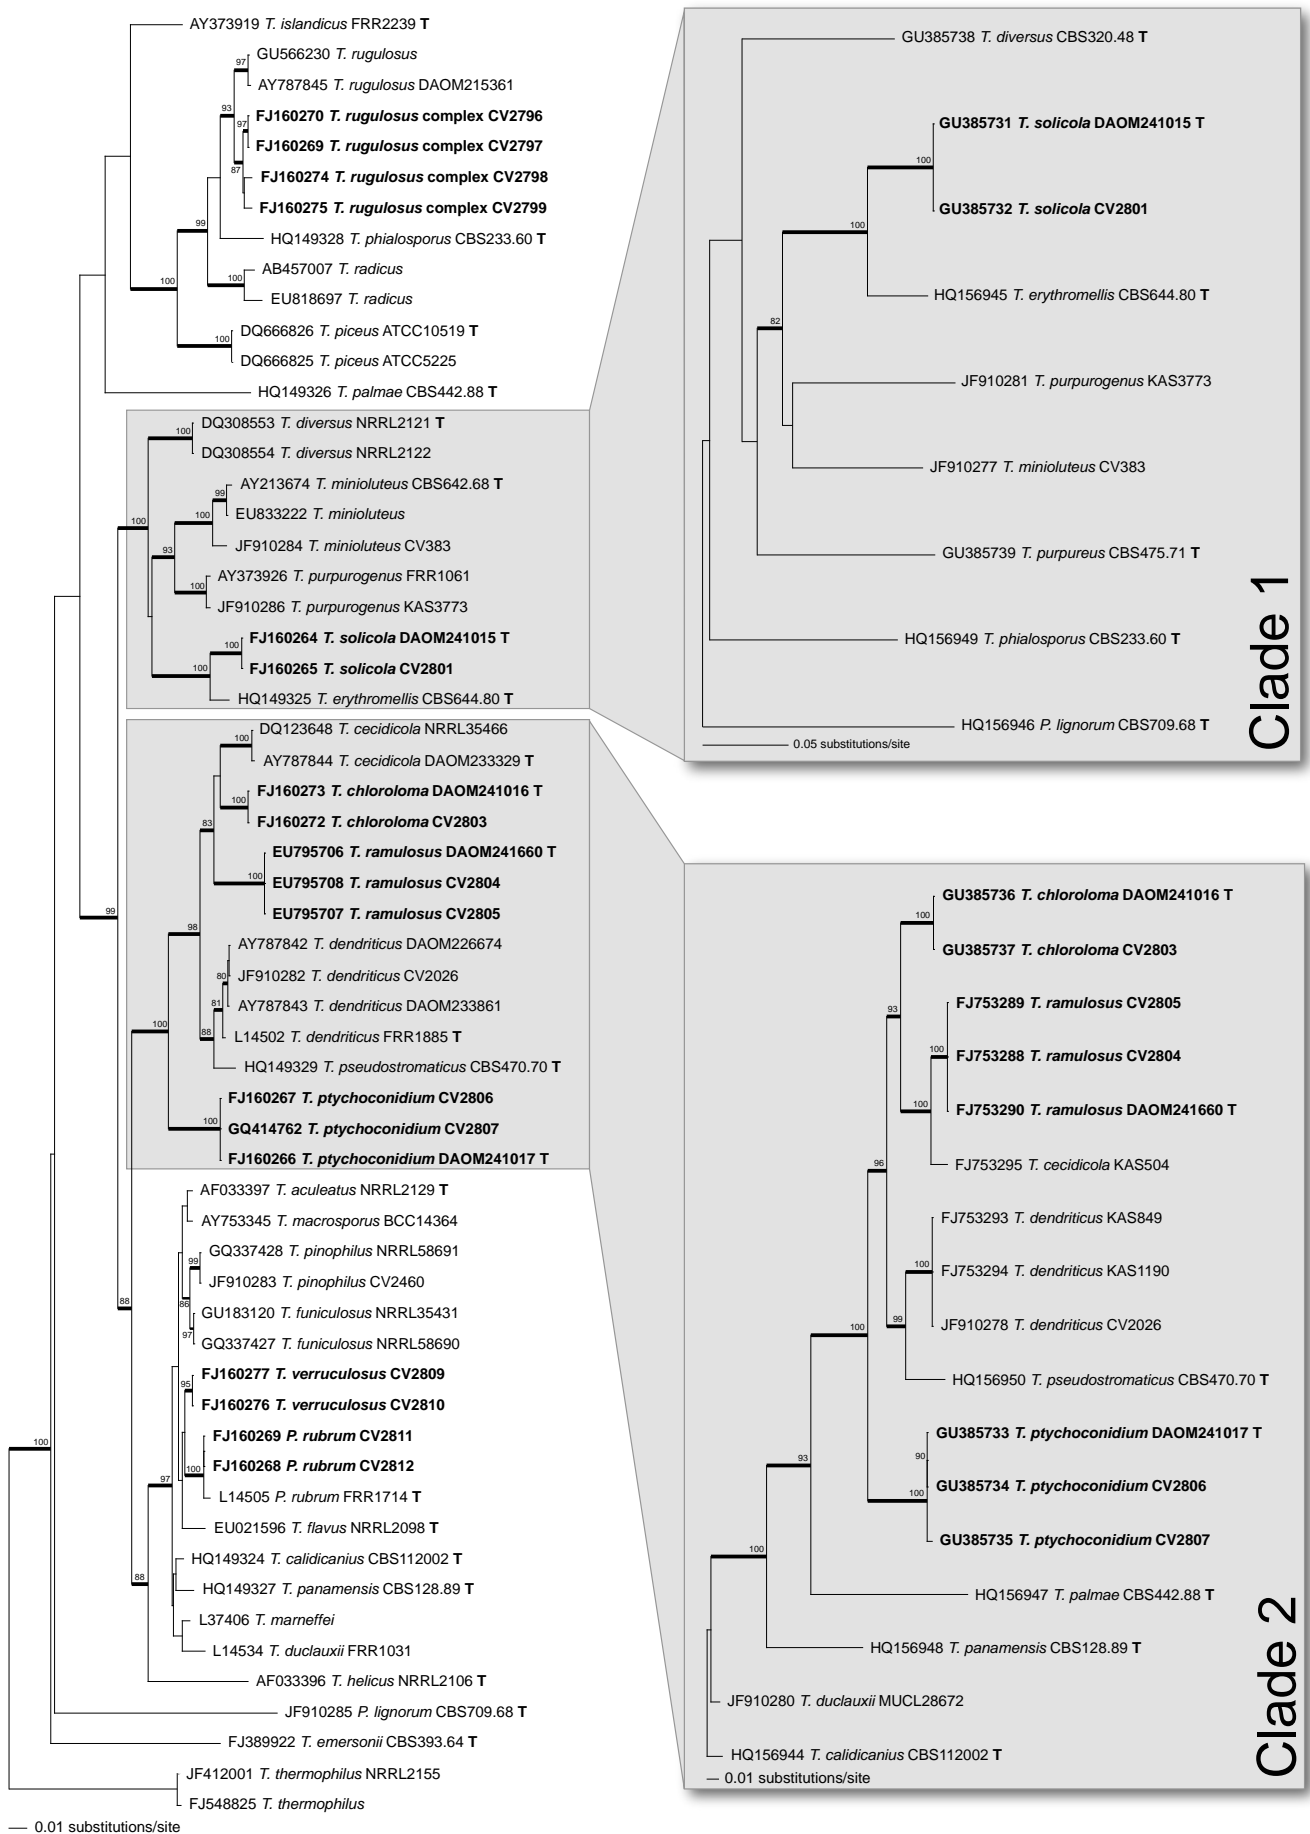 AY373919 T. islandicus FRR2239 T
GU566230 T. rugulosus
97
AY787845 T. rugulosus DAOM215361
93
FJ160270 T. rugulosus complex CV2796
97
FJ160269 T. rugulosus complex CV2797
87
FJ160274 T. rugulosus complex CV2798
FJ160275 T. rugulosus complex CV2799
99
HQ149328 T. phialosporus CBS233.60 T
AB457007 T. radicus
100
100
EU818697 T. radicus
DQ666826 T. piceus ATCC10519 T
100
DQ666825 T. piceus ATCC5225
HQ149326 T. palmae CBS442.88 T
DQ308553 T. diversus NRRL2121 T
100
DQ308554 T. diversus NRRL2122
AY213674 T. minioluteus CBS642.68 T
99
EU833222 T. minioluteus
100
100
JF910284 T. minioluteus CV383
93
AY373926 T. purpurogenus FRR1061
100
JF910286 T. purpurogenus KAS3773
FJ160264 T. solicola DAOM241015 T
100
FJ160265 T. solicola CV2801
100
HQ149325 T. erythromellis CBS644.80 T
DQ123648 T. cecidicola NRRL35466
100
AY787844 T. cecidicola DAOM233329 T
FJ160273 T. chloroloma DAOM241016 T
100
FJ160272 T. chloroloma CV2803
83
EU795706 T. ramulosus DAOM241660 T
100
EU795708 T. ramulosus CV2804
EU795707 T. ramulosus CV2805
99
98
AY787842 T. dendriticus DAOM226674
80
JF910282 T. dendriticus CV2026
81
AY787843 T. dendriticus DAOM233861
100
88
L14502 T. dendriticus FRR1885 T
HQ149329 T. pseudostromaticus CBS470.70 T
FJ160267 T. ptychoconidium CV2806
100
GQ414762 T. ptychoconidium CV2807
FJ160266 T. ptychoconidium DAOM241017 T
AF033397 T. aculeatus NRRL2129 T
AY753345 T. macrosporus BCC14364
GQ337428 T. pinophilus NRRL58691
99
JF910283 T. pinophilus CV2460
88
86
GU183120 T. funiculosus NRRL35431
97
GQ337427 T. funiculosus NRRL58690
FJ160277 T. verruculosus CV2809
95
FJ160276 T. verruculosus CV2810
FJ160269 P. rubrum CV2811
100
FJ160268 P. rubrum CV2812
100
97
L14505 P. rubrum FRR1714 T
EU021596 T. flavus NRRL2098 T
HQ149324 T. calidicanius CBS112002 T
88
HQ149327 T. panamensis CBS128.89 T
L37406 T. marneffei
L14534 T. duclauxii FRR1031
AF033396 T. helicus NRRL2106 T
JF910285 P. lignorum CBS709.68 T
FJ389922 T. emersonii CBS393.64 T
JF412001 T. thermophilus NRRL2155
FJ548825 T. thermophilus
0.01 substitutions/site
GU385738 T. diversus CBS320.48 T
GU385731 T. solicola DAOM241015 T
100
GU385732 T. solicola CV2801
100
HQ156945 T. erythromellis CBS644.80 T
82
JF910281 T. purpurogenus KAS3773
JF910277 T. minioluteus CV383
GU385739 T. purpureus CBS475.71 T
HQ156949 T. phialosporus CBS233.60 T
HQ156946 P. lignorum CBS709.68 T
0.05 substitutions/site
Clade 1
GU385736 T. chloroloma DAOM241016 T
100
GU385737 T. chloroloma CV2803
FJ753289 T. ramulosus CV2805
93
100
FJ753288 T. ramulosus CV2804
100
FJ753290 T. ramulosus DAOM241660 T
FJ753295 T. cecidicola KAS504
96
FJ753293 T. dendriticus KAS849
100
FJ753294 T. dendriticus KAS1190
99
JF910278 T. dendriticus CV2026
100
HQ156950 T. pseudostromaticus CBS470.70 T
GU385733 T. ptychoconidium DAOM241017 T
90
93
GU385734 T. ptychoconidium CV2806
100
GU385735 T. ptychoconidium CV2807
100
HQ156947 T. palmae CBS442.88 T
HQ156948 T. panamensis CBS128.89 T
JF910280 T. duclauxii MUCL28672
HQ156944 T. calidicanius CBS112002 T
0.01 substitutions/site
Clade 2